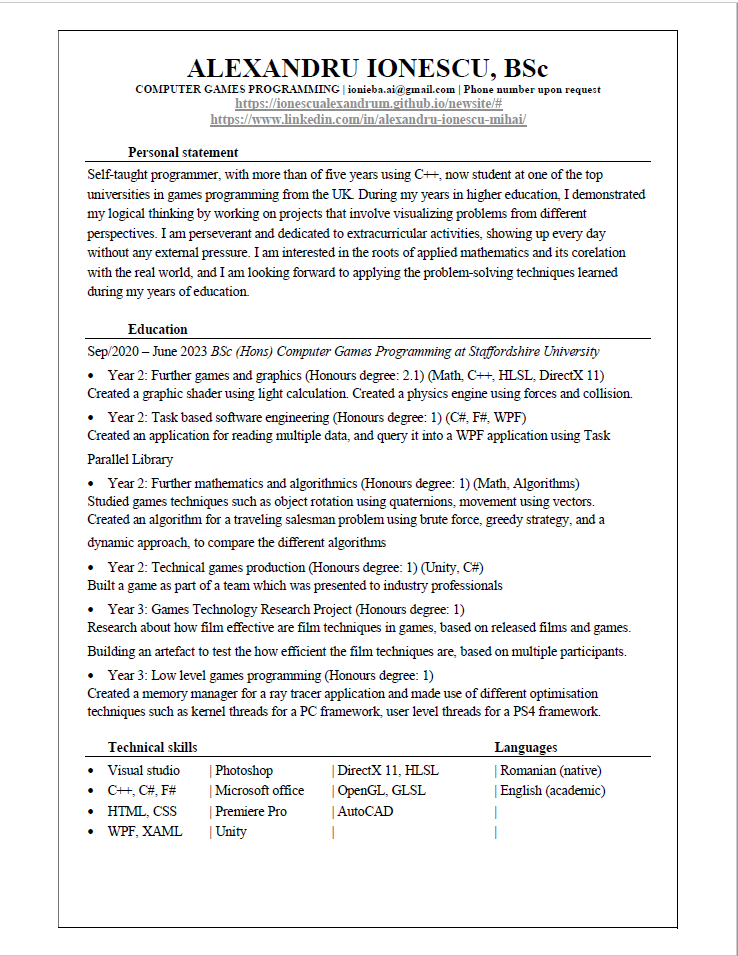 ALEXANDRU IONESCU, BSc
COMPUTER GAMES PROGRAMMING | ionieba.ai@gmail.com | Phone number upon request
https://ionescualexandrum.github.io/newsite/#
https://www.linkedin.com/in/alexandru-ionescu-mihai/
Personal statement
Self-taught programmer, with more than of five years using C++, now student at one of the top
universities in games programming from the UK. During my years in higher education, I demonstrated
my logical thinking by working on projects that involve visualizing problems from different
perspectives. I am perseverant and dedicated to extracurricular activities, showing up every day
without any external pressure. I am interested in the roots of applied mathematics and its corelation
with the real world, and I am looking forward to applying the problem-solving techniques learned
during my years of education.
Education
Sep/2020 – June 2023 BSc (Hons) Computer Games Programming at Staffordshire University
• Year 2: Further games and graphics (Honours degree: 2.1) (Math, C++, HLSL, DirectX 11)
Created a graphic shader using light calculation. Created a physics engine using forces and collision.
• Year 2: Task based software engineering (Honours degree: 1) (C#, F#, WPF)
Created an application for reading multiple data, and query it into a WPF application using Task
Parallel Library
• Year 2: Further mathematics and algorithmics (Honours degree: 1) (Math, Algorithms)
Studied games techniques such as object rotation using quaternions, movement using vectors.
Created an algorithm for a traveling salesman problem using brute force, greedy strategy, and a
dynamic approach, to compare the different algorithms
• Year 2: Technical games production (Honours degree: 1) (Unity, C#)
Built a game as part of a team which was presented to industry professionals
• Year 3: Games Technology Research Project (Honours degree: 1)
Research about how film effective are film techniques in games, based on released films and games.
Building an artefact to test the how efficient the film techniques are, based on multiple participants.
• Year 3: Low level games programming (Honours degree: 1)
Created a memory manager for a ray tracer application and made use of different optimisation
techniques such as kernel threads for a PC framework, user level threads for a PS4 framework.
Technical skills Languages
• Visual studio | Photoshop | DirectX 11, HLSL | Romanian (native)
• C++, C#, F# | Microsoft office | OpenGL, GLSL | English (academic)
• HTML, CSS | Premiere Pro | AutoCAD |
• WPF, XAML | Unity | |